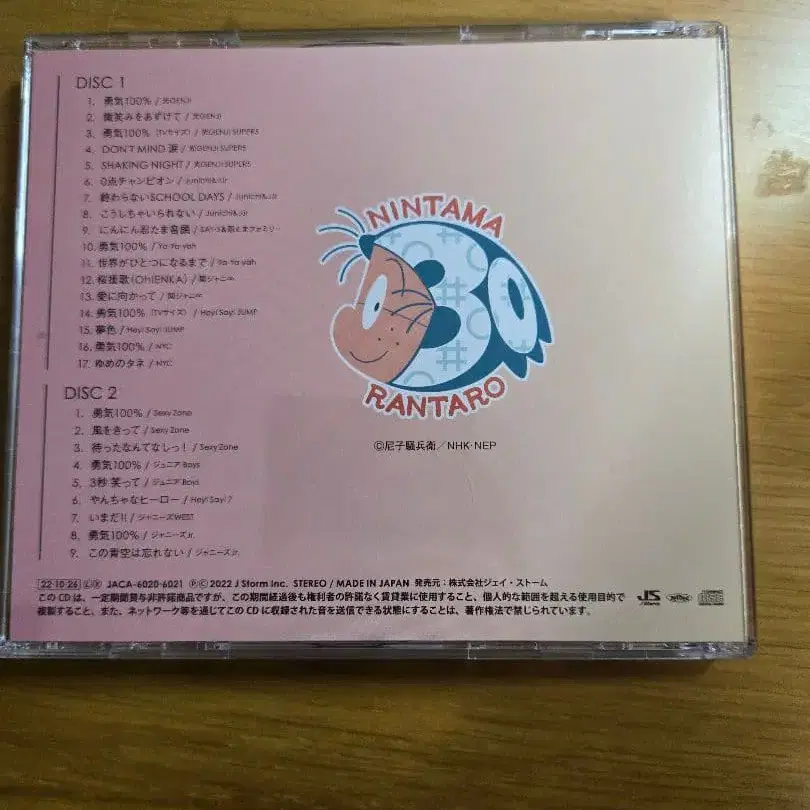 DISC 1
1. 勇気100% / 光GENJI
2. 微笑みをあずけて / 光GENJI
3. 勇気100% (TVサイズ) / 光GENJI SUPER5
4. DON'T MIND 涙 / 光GENJI SUPER5
5. SHAKING NIGHT / 光GENJI SUPER5
6. 0点チャンピオン / Junichi&JJr
7. 終わらないSCHOOL DAYS / Junichi&JJr
8. こうしちゃいられない / Junichi&JJr
9. にんにん忍たま音頭 / SAY・S&忍たまファミリー
10. 勇気100% / Ya-Ya-yah
11. 世界がひとつになるまで / Ya-Ya-yah
12. 桜援歌(Oh!ENKA) / 関ジャニ∞
13. 愛に向かって / 関ジャニ∞
14. 勇気100% (TVサイズ) / Hey! Say! JUMP
15. 夢色 / Hey! Say! JUMP
16. 勇気100% / NYC
17. ゆめのタネ / NYC
DISC 2
1. 勇気100% / Sexy Zone
2. 風をきって / Sexy Zone
3. 待ったなんてなしっ! / Sexy Zone
4. 勇気100% / ジュニア Boys
5. 3秒 笑って / ジュニア Boys
6. やんちゃなヒーロー / Hey! Say! 7
7. いまだ!! / ジャニーズWEST
8. 勇気100% / ジャニーズJr.
9. この青空は忘れない / ジャニーズJr.
NINTAMA
30
RANTARO
©尼子騒兵衛/NHK・NEP
22・10・26 Ⓛ Ⓡ JACA-6020-6021 ℗© 2022 J Storm Inc. STEREO / MADE IN JAPAN 発売元:株式会社ジェイ・ストーム
このCDは、一定期間貸与非許諾商品ですが、この期間経過後も権利者の許諾なく賃貸業に使用すること、個人的な範囲を超える使用目的で
複製すること、また、ネットワーク等を通じてこのCDに収録された音を送信できる状態にすることは、著作権法で禁じられています。
JS